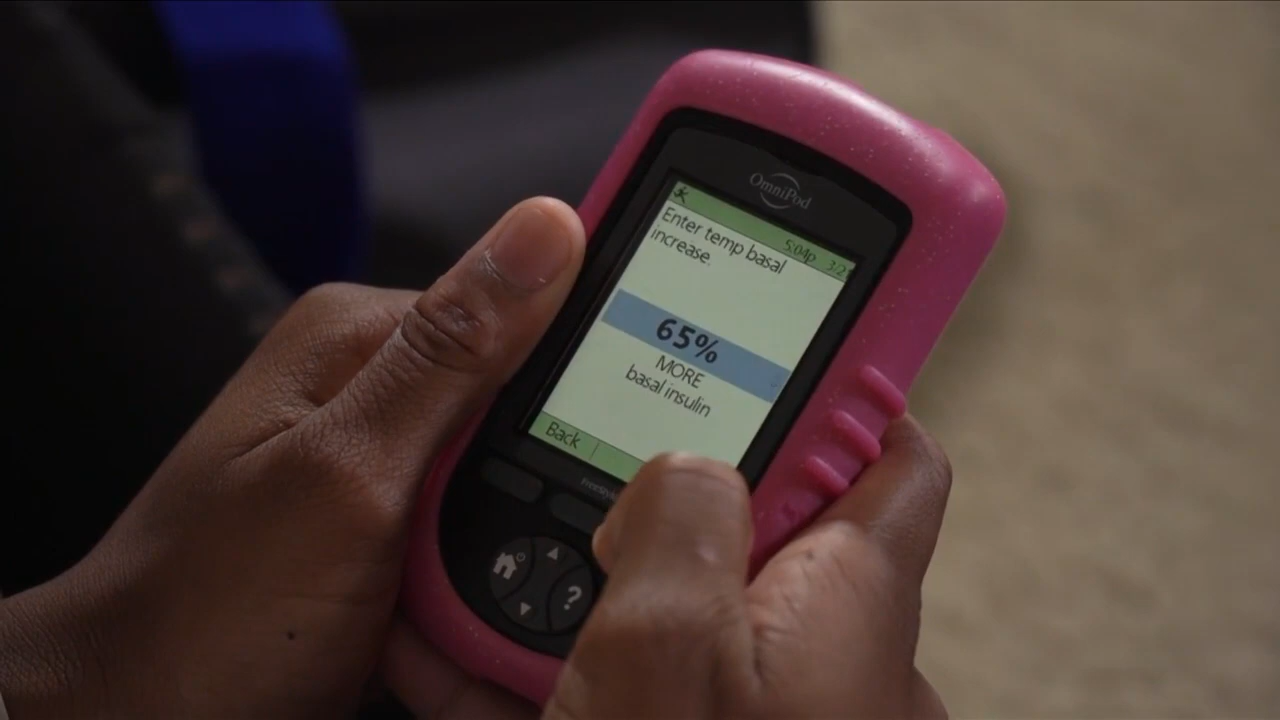 OmniPod
5:04p
Enter temp basal
increase.
65%
MORE
basal insulin
Back
?